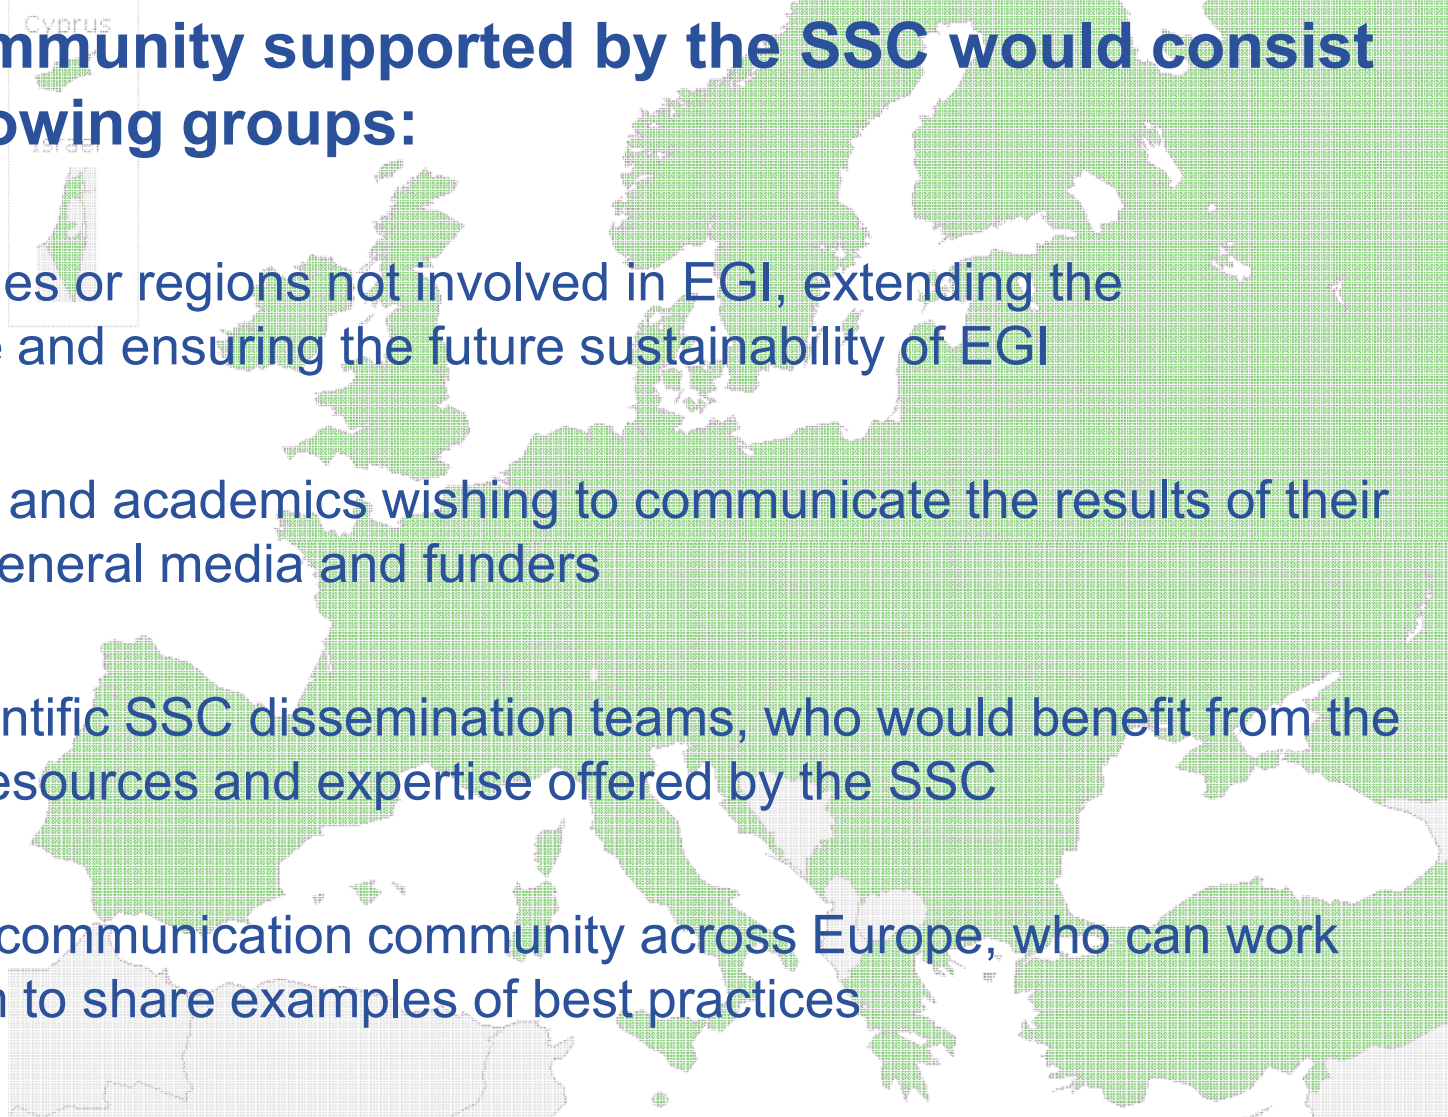 Cyprus
mmunity supported by the SSC would consist
owing groups:
Israel
es or regions not involved in EGI, extending the
e and ensuring the future sustainability of EGI
and academics wishing to communicate the results of their
eneral media and funders
ntific SSC dissemination teams, who would benefit from the
esources and expertise offered by the SSC
communication community across Europe, who can work
n to share examples of best practices